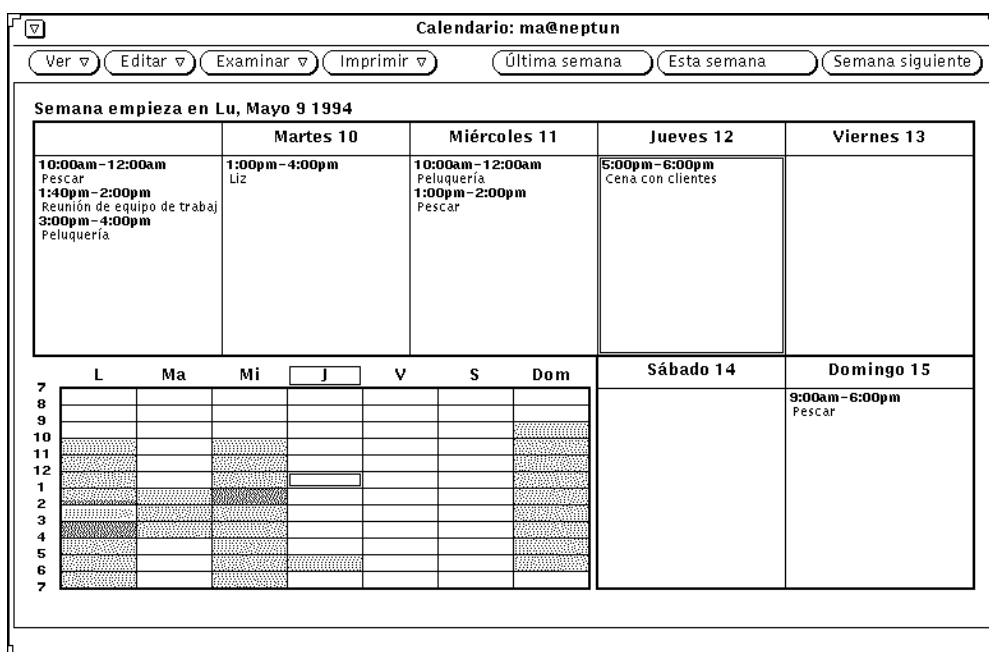 Calendario: ma@neptun
Ver Editar Examinar Imprimir Última semana Esta semana Semana siguiente
Semana empieza en Lu, Mayo 9 1994
Martes 10 Miércoles 11 Jueves 12 Viernes 13
10:00am-12:00am
Pescar
1:40pm-2:00pm
Reunión de equipo de trabaj
3:00pm-4:00pm
Peluquería
1:00pm-4:00pm
Liz
10:00am-12:00am
Peluquería
1:00pm-2:00pm
Pescar
5:00pm-6:00pm
Cena con clientes
L Ma Mi J V S Dom
7
8
9
10
11
12
1
2
3
4
5
6
7
Sábado 14 Domingo 15
9:00am-6:00pm
Pescar